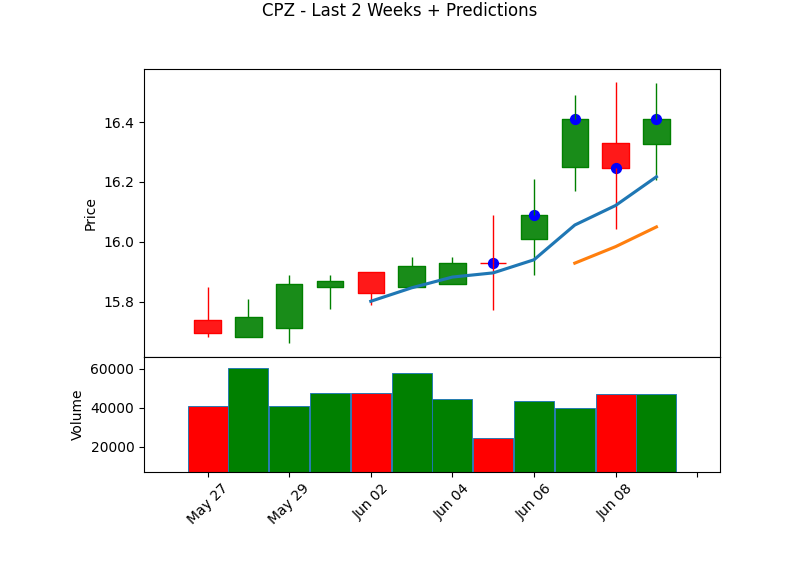 CPZ - Last 2 Weeks + Predictions
16.4
16.2
16.0
15.8
Price
60000
40000
20000
Volume
May 27
May 29
Jun 02
Jun 04
Jun 06
Jun 08